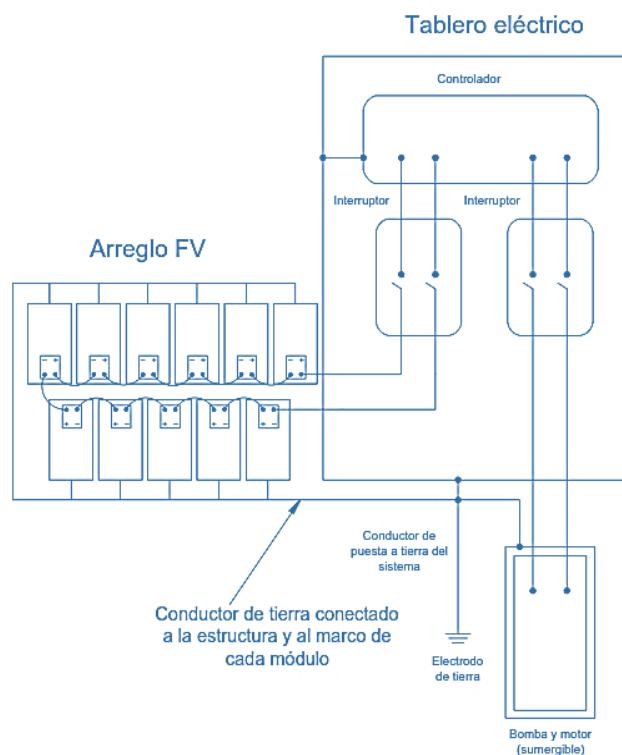 Tablero eléctrico
Controlador
Interruptor
Interruptor
Arreglo FV
Conductor de
puesta a tierra del
sistema
Conductor de tierra conectado
a la estructura y al marco de
cada módulo
Electrodo
de tierra
Bomba y motor
(sumergible)